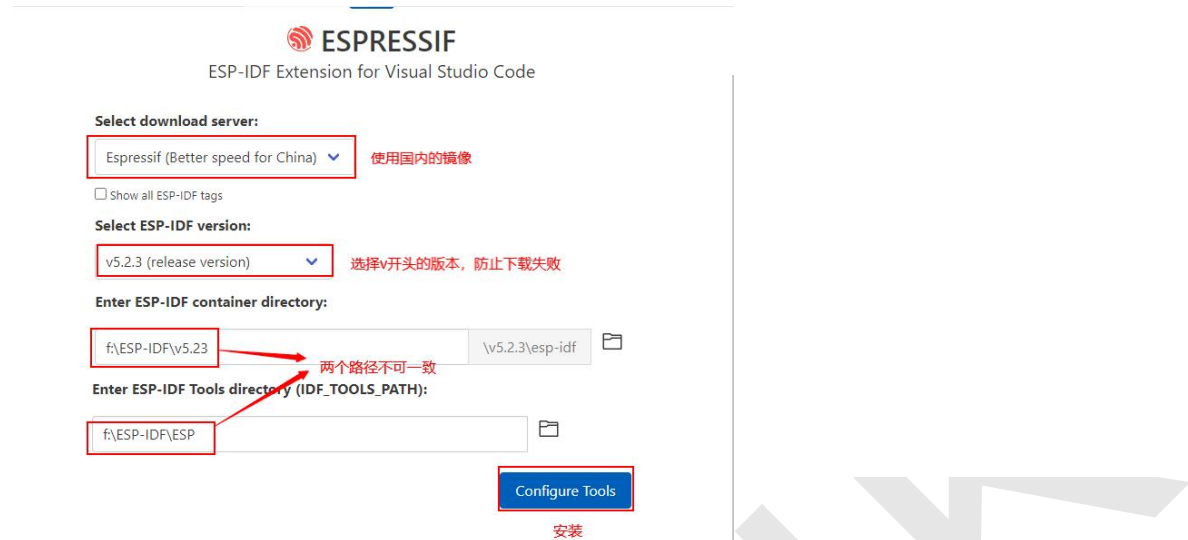 ESPRESSIF
ESP-IDF Extension for Visual Studio Code
Select download server:
Espressif (Better speed for China) 使用国内的镜像
Show all ESP-IDF tags
Select ESP-IDF version:
v5.2.3 (release version) 选择v开头的版本，防止下载失败
Enter ESP-IDF container directory:
f:\ESP-IDF\v5.23 \v5.2.3\esp-idf
两个路径不可一致
Enter ESP-IDF Tools directory (IDF_TOOLS_PATH):
f:\ESP-IDF\ESP
Configure Tools
安装